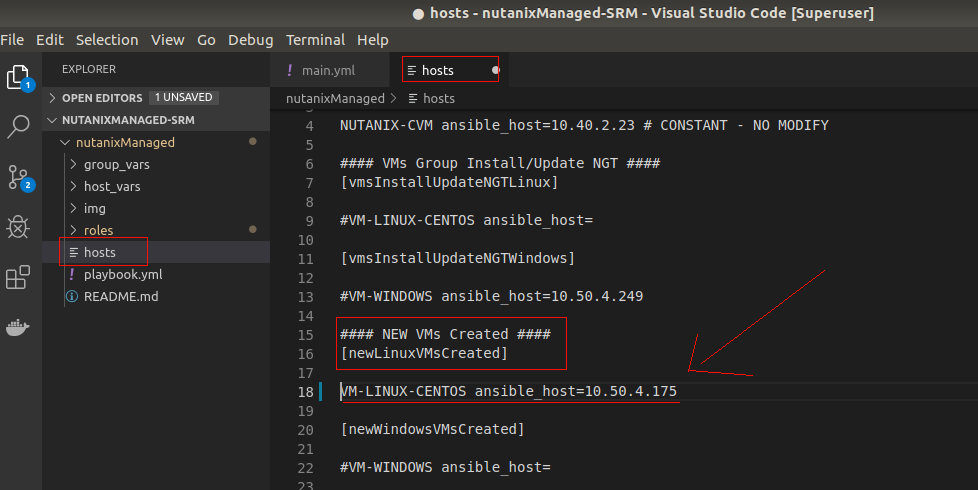 ● hosts - nutanixManaged-SRM - Visual Studio Code [Superuser]
File Edit Selection View Go Debug Terminal Help
EXPLORER
! main.yml
hosts ●
1
OPEN EDITORS 1 UNSAVED
nutanixManaged > hosts
NUTANIXMANAGED-SRM
nutanixManaged
group_vars
2
host_vars
img
roles
hosts
! playbook.yml
README.md
4 NUTANIX-CVM ansible_host=10.40.2.23 # CONSTANT - NO MODIFY
5
6 #### VMs Group Install/Update NGT ####
7 [vmsInstallUpdateNGTLinux]
8
9 #VM-LINUX-CENTOS ansible_host=
10
11 [vmsInstallUpdateNGTWindows]
12
13 #VM-WINDOWS ansible_host=10.50.4.249
14
15 #### NEW VMs Created ####
16 [newLinuxVMsCreated]
17
18 VM-LINUX-CENTOS ansible_host=10.50.4.175
19
20 [newWindowsVMsCreated]
21
22 #VM-WINDOWS ansible_host=
23